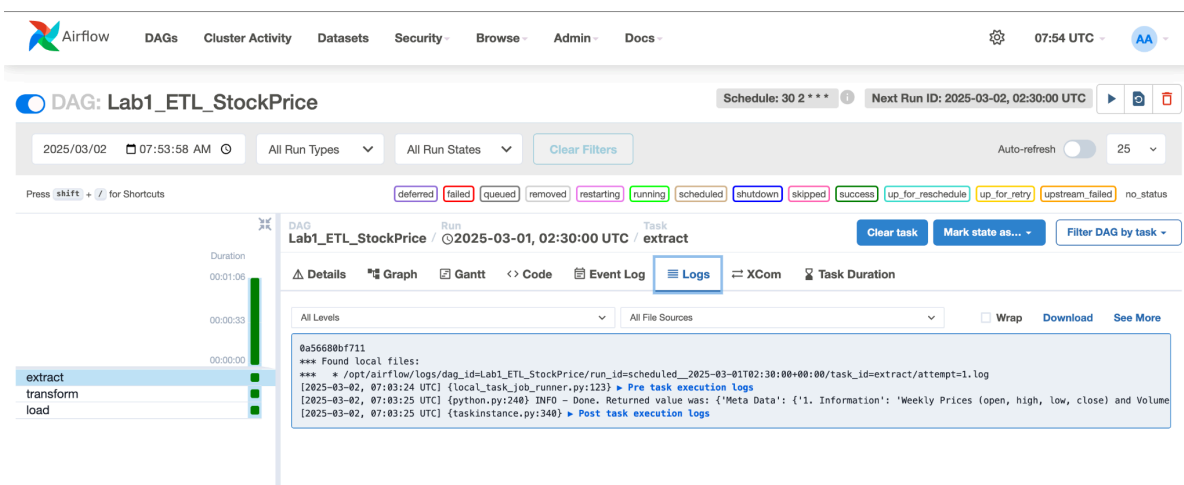 Airflow DAGs Cluster Activity Datasets Security Browse Admin Docs 07:54 UTC AA
DAG: Lab1_ETL_StockPrice Schedule: 30 2 * * * i Next Run ID: 2025-03-02, 02:30:00 UTC
2025/03/02 07:53:58 AM All Run Types All Run States Clear Filters Auto-refresh 25
Press shift + / for Shortcuts deferred failed queued removed restarting running scheduled shutdown skipped success up_for_reschedule up_for_retry upstream_failed no_status
DAG Run Task
Lab1_ETL_StockPrice / 2025-03-01, 02:30:00 UTC / extract Clear task Mark state as... Filter DAG by task
Duration
00:01:06
00:00:33
00:00:00
extract
transform
load
Details Graph Gantt <> Code Event Log Logs XCom Task Duration
All Levels All File Sources Wrap Download See More
0a56680bf711
*** Found local files:
***   * /opt/airflow/logs/dag_id=Lab1_ETL_StockPrice/run_id=scheduled__2025-03-01T02:30:00+00:00/task_id=extract/attempt=1.log
[2025-03-02, 07:03:24 UTC] {local_task_job_runner.py:123} ▶ Pre task execution logs
[2025-03-02, 07:03:25 UTC] {python.py:240} INFO - Done. Returned value was: {'Meta Data': {'1. Information': 'Weekly Prices (open, high, low, close) and Volume
[2025-03-02, 07:03:25 UTC] {taskinstance.py:340} ▶ Post task execution logs